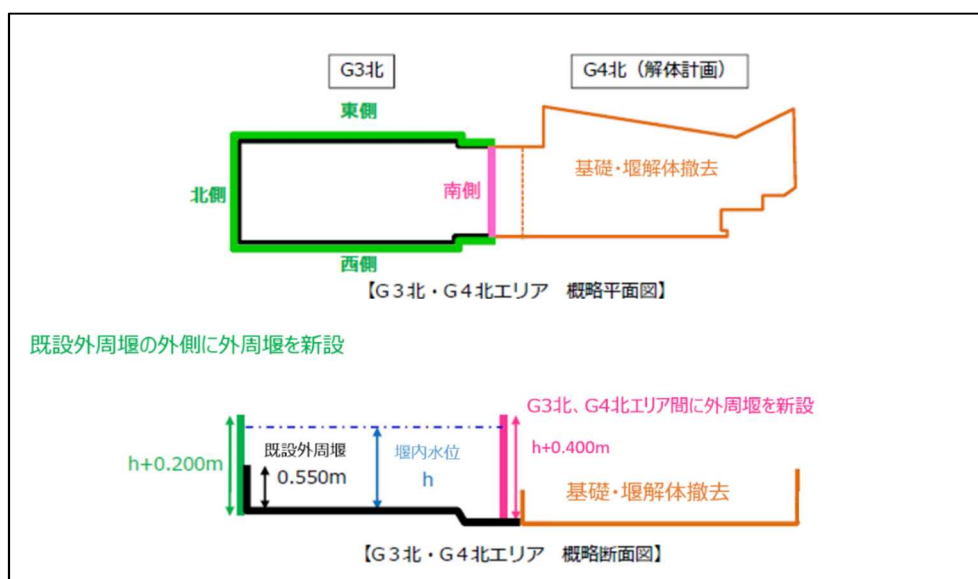 G3北
G4北（解体計画）
東側
基礎・堰解体撤去
北側
南側
西側
【G3北・G4北エリア　概略平面図】
既設外周堰の外側に外周堰を新設
G3北、G4北エリア間に外周堰を新設
既設外周堰
堰内水位
h+0.400m
h+0.200m
0.550m
h
基礎・堰解体撤去
【G3北・G4北エリア　概略断面図】